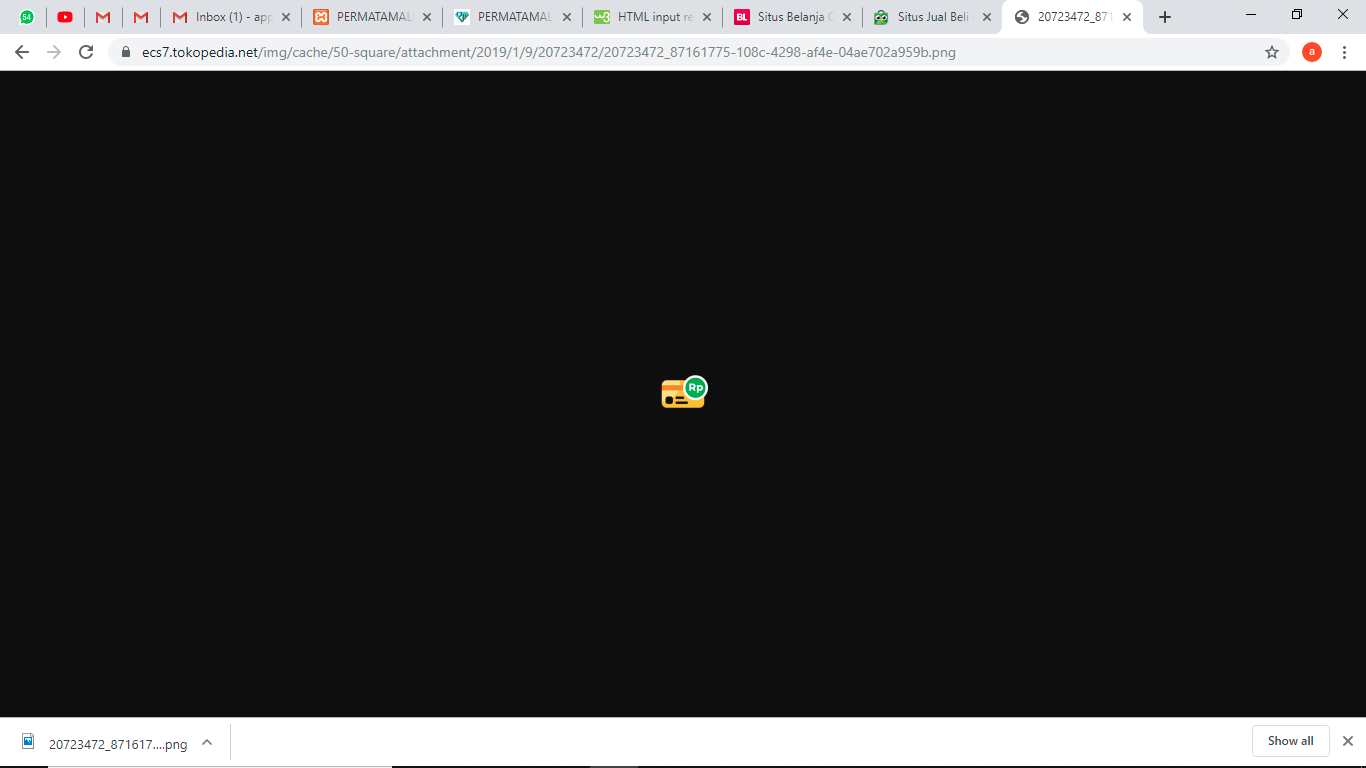 54
Inbox (1) - app
PERMATAMAL
PERMATAMAL
HTML input re
BL
Situs Belanja O
Situs Jual Beli
20723472_871
ecs7.tokopedia.net/img/cache/50-square/attachment/2019/1/9/20723472/20723472_87161775-108c-4298-af4e-04ae702a959b.png
a
Rp
20723472_871617....png
Show all